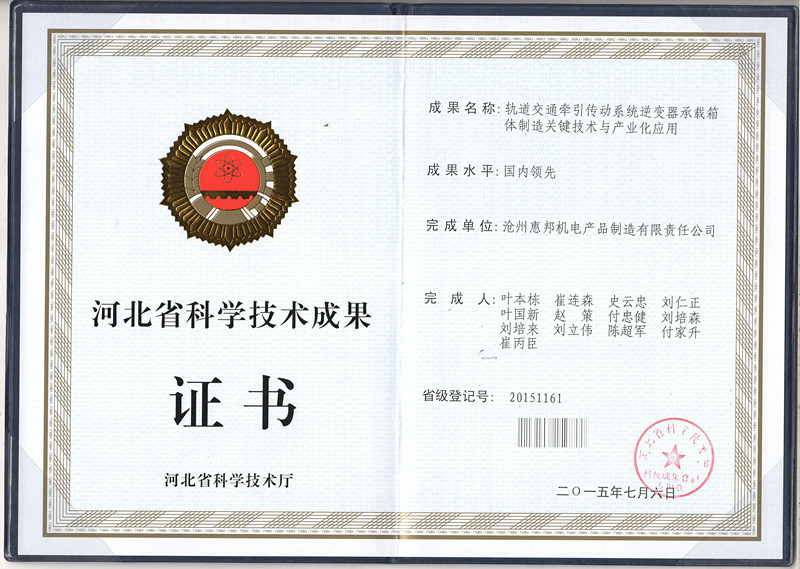 河北省科学技术成果
证书
河北省科学技术厅
成果名称: 轨道交通牵引传动系统逆变器承载箱
体制造关键技术与产业化应用
成果水平: 国内领先
完成单位: 沧州惠邦机电产品制造有限责任公司
完成人: 叶本栋 崔连森 史云忠 刘仁正
叶国新 赵策 付忠健 刘培森
刘培来 刘立伟 陈超军 付家升
崔丙臣
省级登记号: 20151161
二〇一五年七月六日